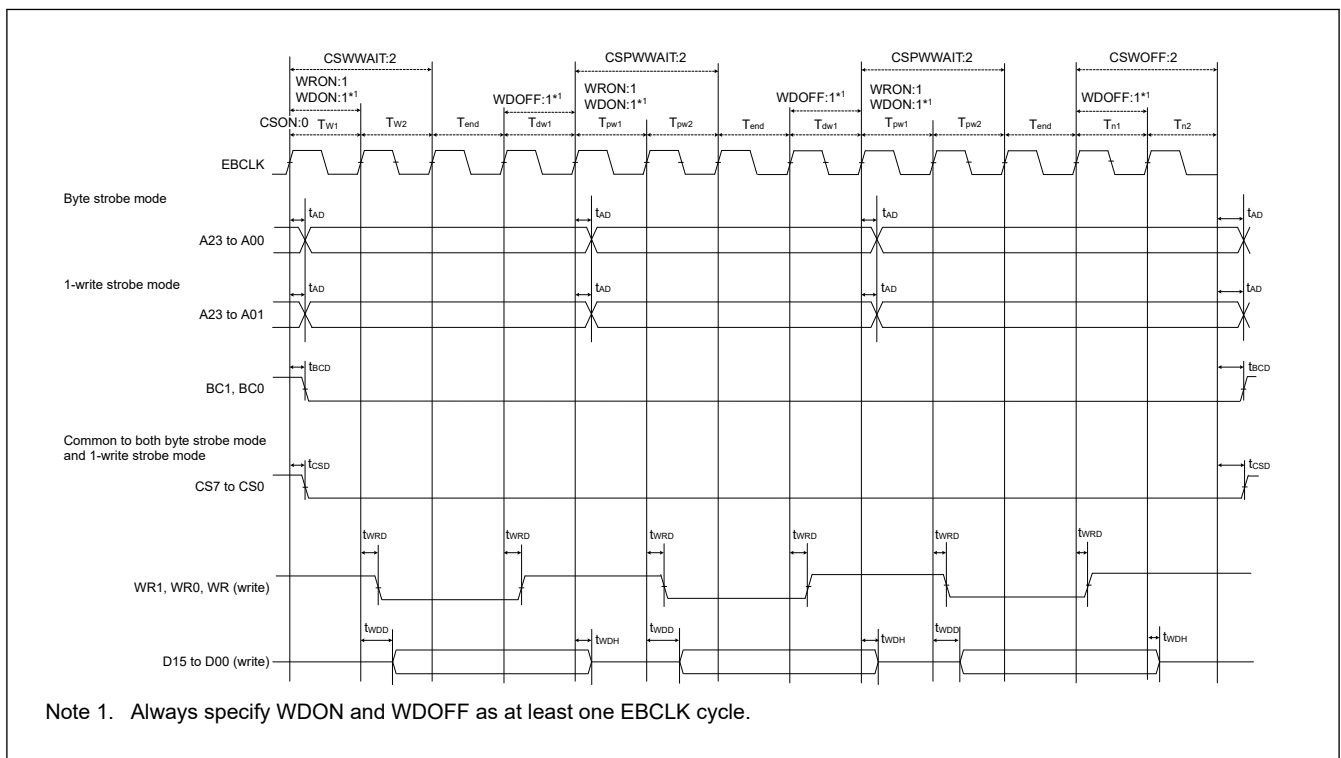 CSWWAIT:2 CSPWWAIT:2 CSPWWAIT:2 CSWOFF:2
WRON:1 WRON:1 WRON:1
WDON:1*1 WDOFF:1*1 WDON:1*1 WDOFF:1*1 WDON:1*1 WDOFF:1*1
CSON:0 TW1 TW2 Tend Tdw1 Tpw1 Tpw2 Tend Tdw1 Tpw1 Tpw2 Tend Tn1 Tn2
EBCLK
Byte strobe mode
tAD tAD tAD tAD
A23 to A00
1-write strobe mode
tAD tAD tAD tAD
A23 to A01
tBCD tBCD
BC1, BC0
Common to both byte strobe mode
and 1-write strobe mode
tCSD tCSD
CS7 to CS0
tWRD tWRD tWRD tWRD tWRD tWRD
WR1, WR0, WR (write)
tWDD tWDH tWDD tWDH tWDD tWDH
D15 to D00 (write)
Note 1. Always specify WDON and WDOFF as at least one EBCLK cycle.